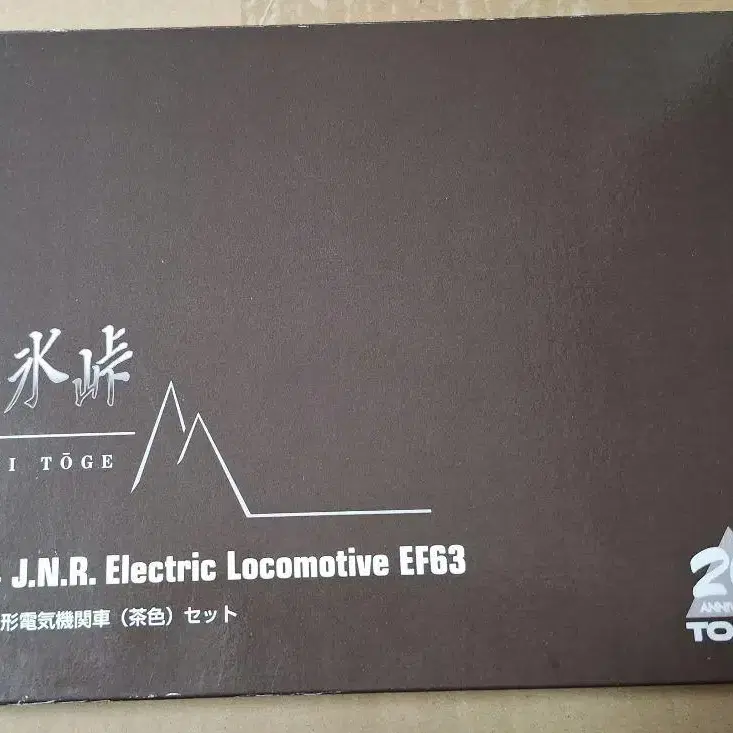 氷峠
I TŌGE
J.N.R. Electric Locomotive EF63
形電気機関車（茶色）セット
20
ANNIV
TO